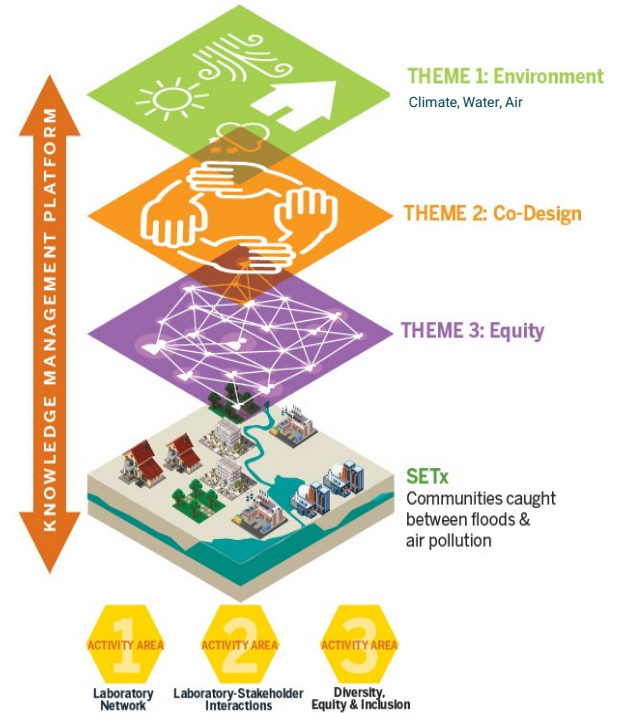 KNOWLEDGE MANAGEMENT PLATFORM
THEME 1: Environment
Climate, Water, Air
THEME 2: Co-Design
THEME 3: Equity
SETx
Communities caught
between floods &
air pollution
1
ACTIVITY AREA
Laboratory
Network
2
ACTIVITY AREA
Laboratory-Stakeholder
Interactions
3
ACTIVITY AREA
Diversity,
Equity & Inclusion